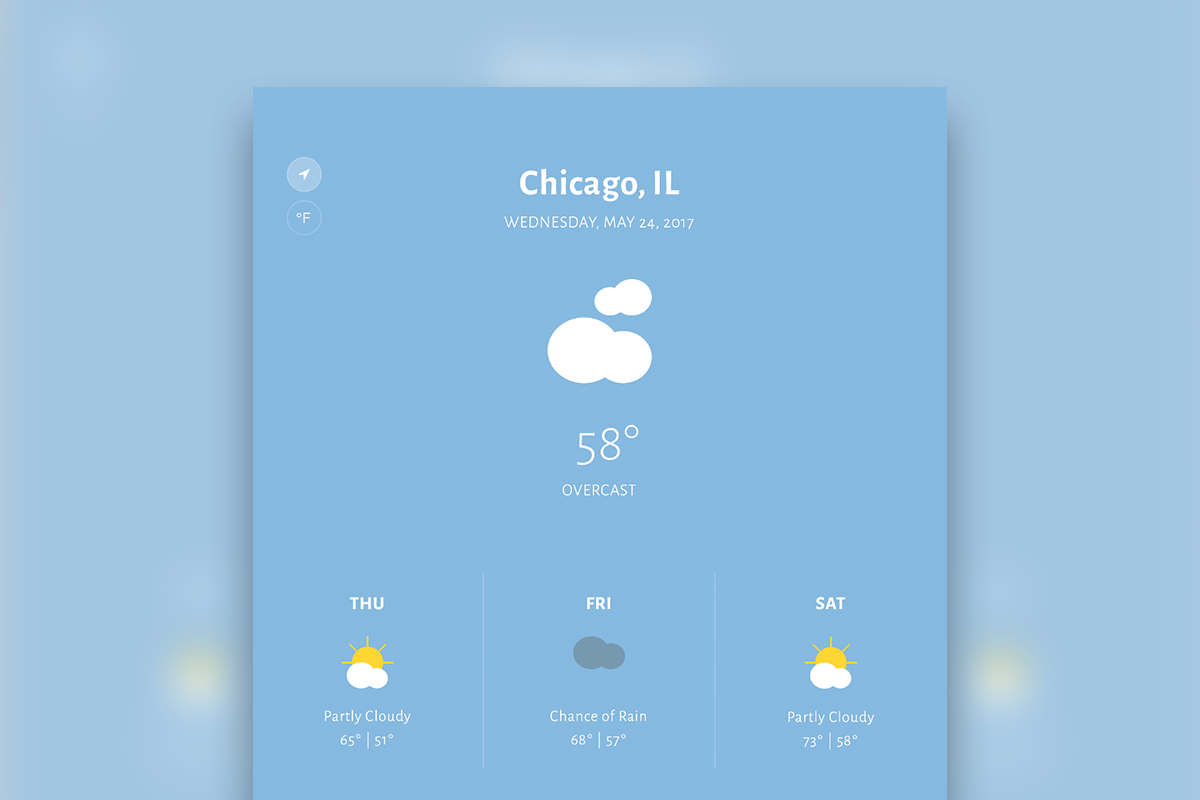 Chicago, IL
°F
WEDNESDAY, MAY 24, 2017
58°
OVERCAST
THU
FRI
SAT
Partly Cloudy
Chance of Rain
Partly Cloudy
65° | 51°
68° | 57°
73° | 58°